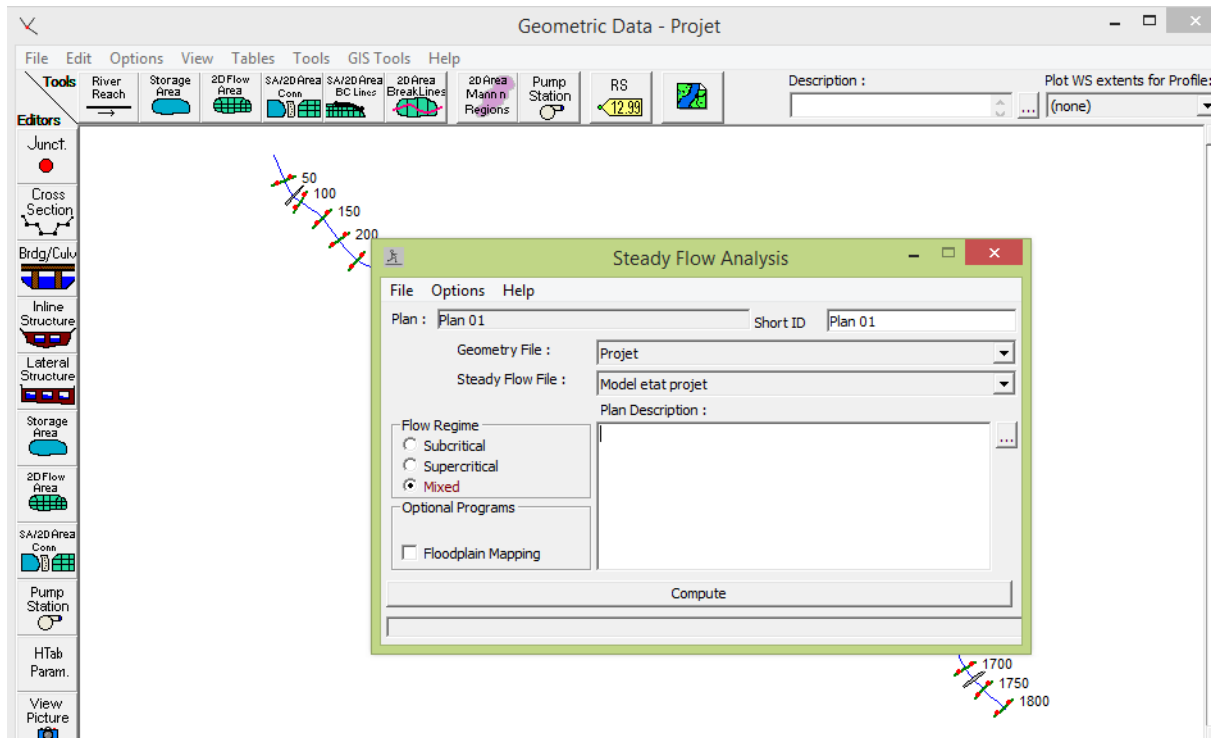 Geometric Data - Projet
File Edit Options View Tables Tools GIS Tools Help
Tools
Editors
River
Reach
Storage
Area
2D Flow
Area
SA/2D Area
Conn
SA/2D Area
BC Lines
2D Area
BreakLines
2D Area
Mann n
Regions
Pump
Station
RS
12.99
Description :
...
Plot WS extents for Profile:
(none)
Junct.
Cross
Section
Brdg/Culv
Inline
Structure
Lateral
Structure
Storage
Area
2D Flow
Area
SA/2D Area
Conn
Pump
Station
HTab
Param.
View
Picture
50
100
150
200
Steady Flow Analysis
File Options Help
Plan : Plan 01 Short ID Plan 01
Geometry File : Projet
Steady Flow File : Model etat projet
Plan Description :
...
Flow Regime
Subcritical
Supercritical
Mixed
Optional Programs
Floodplain Mapping
Compute
1700
1750
1800